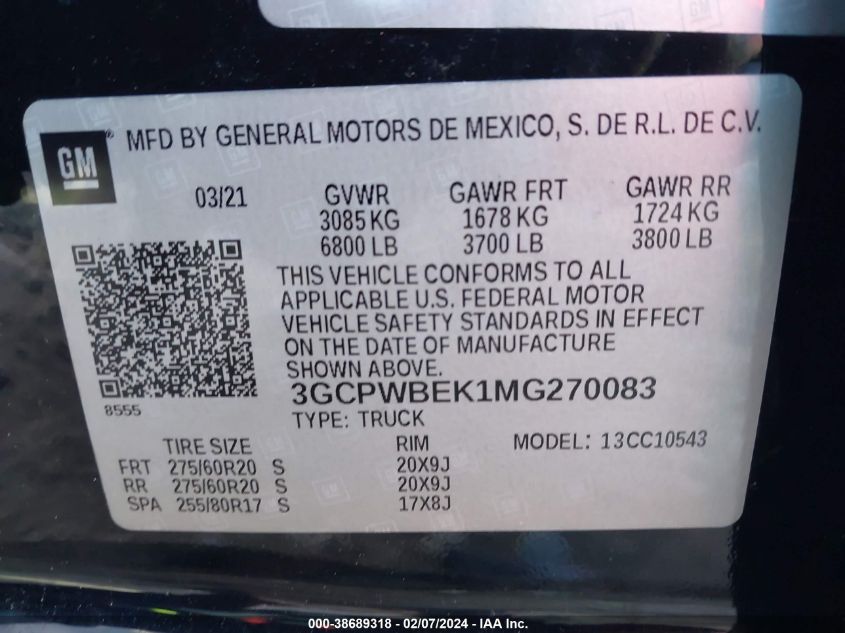 GM ® MFD BY GENERAL MOTORS DE MEXICO, S. DE R.L. DE C.V.
03/21 GVWR GAWR FRT GAWR RR
3085 KG 1678 KG 1724 KG
6800 LB 3700 LB 3800 LB
THIS VEHICLE CONFORMS TO ALL
APPLICABLE U.S. FEDERAL MOTOR
VEHICLE SAFETY STANDARDS IN EFFECT
ON THE DATE OF MANUFACTURE
SHOWN ABOVE.
3GCPWBEK1MG270083
8555
TYPE: TRUCK
TIRE SIZE RIM MODEL: 13CC10543
FRT 275/60R20 S 20X9J
RR 275/60R20 S 20X9J
SPA 255/80R17 S 17X8J
000-38689318 - 02/07/2024 - IAA Inc.